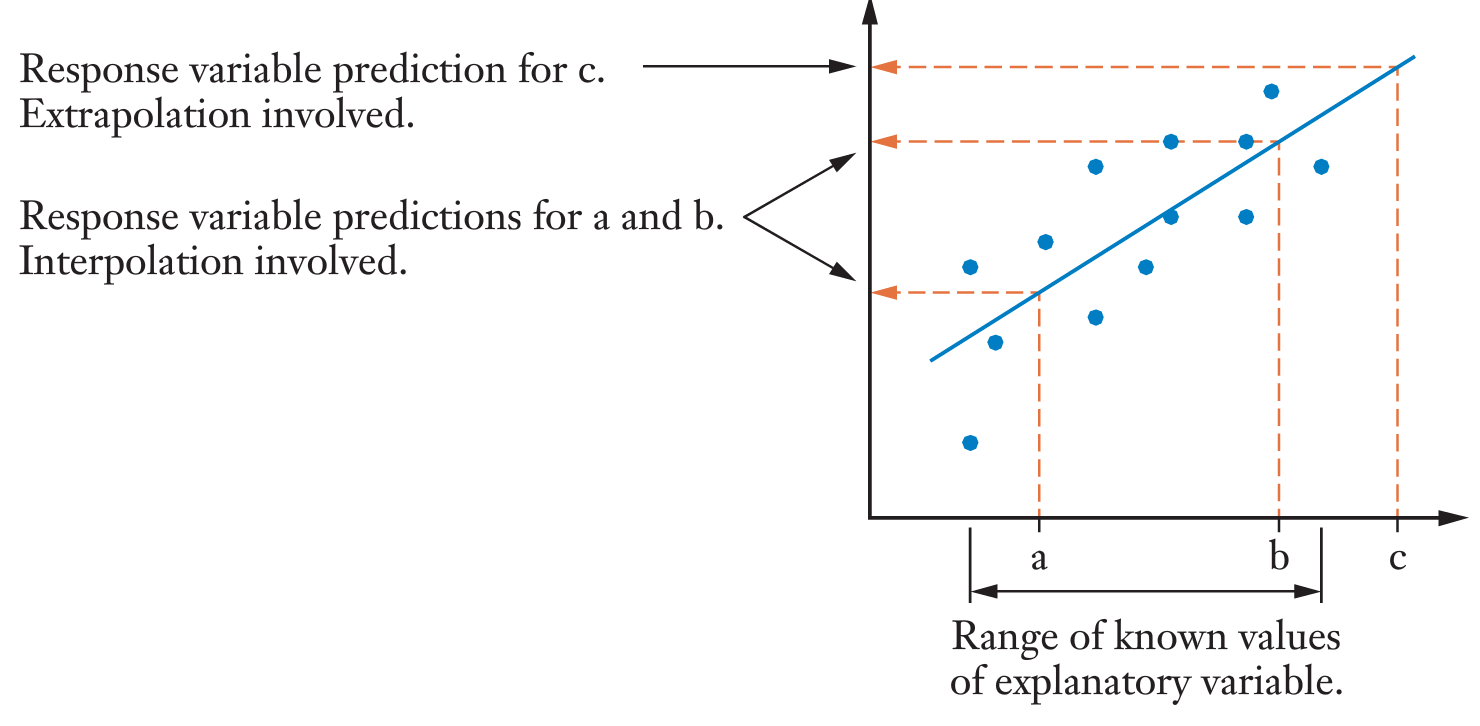 Response variable prediction for c.
Extrapolation involved.
Response variable predictions for a and b.
Interpolation involved.
a
b
c
Range of known values
of explanatory variable.